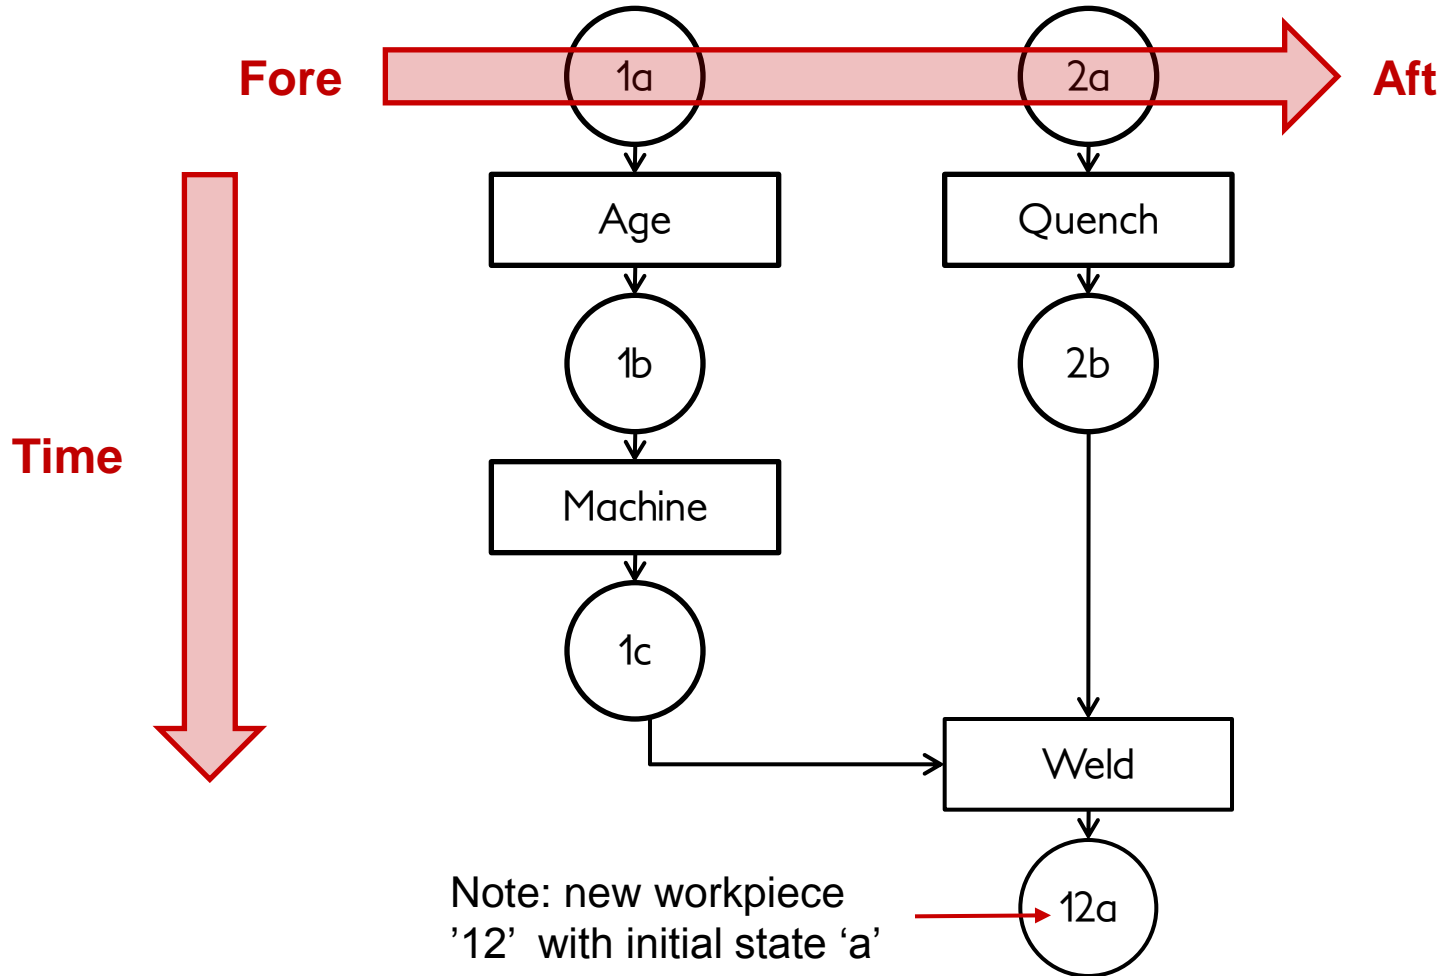 Fore 1a 2a Aft
Age Quench
1b 2b
Time
Machine
1c
Weld
Note: new workpiece
’12’ with initial state ‘a’
12a